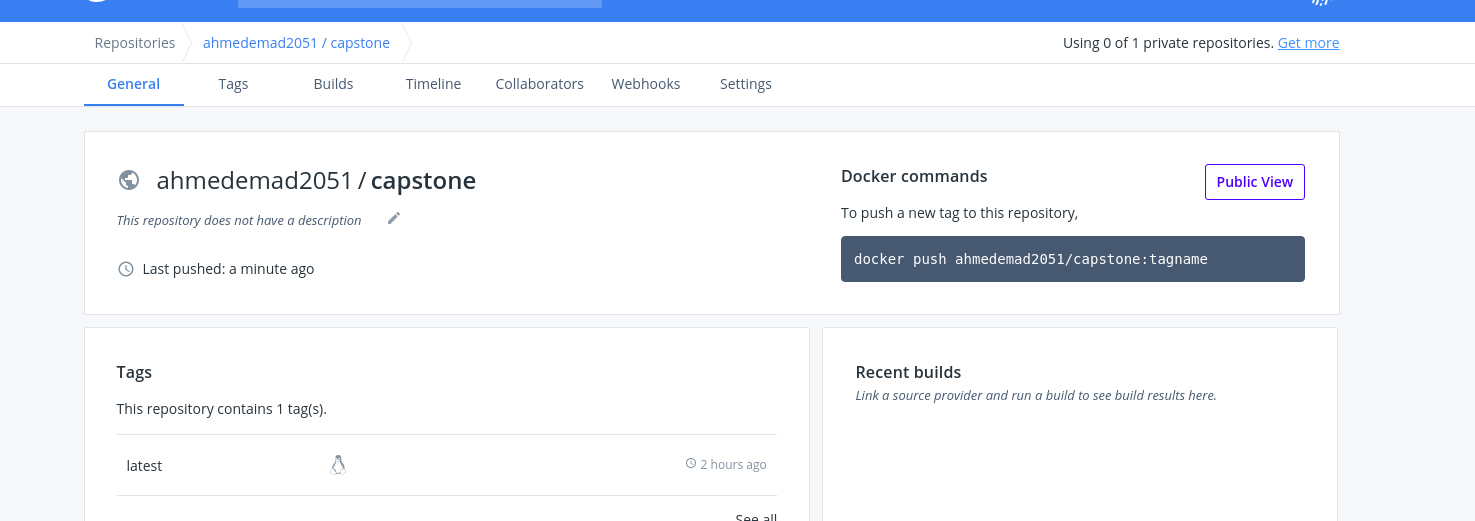 Repositories
ahmedemad2051 / capstone
Using 0 of 1 private repositories. Get more
General Tags Builds Timeline Collaborators Webhooks Settings
ahmedemad2051 / capstone
This repository does not have a description
Last pushed: a minute ago
Docker commands
Public View
To push a new tag to this repository,
docker push ahmedemad2051/capstone:tagname
Tags
This repository contains 1 tag(s).
latest
2 hours ago
See all
Recent builds
Link a source provider and run a build to see build results here.